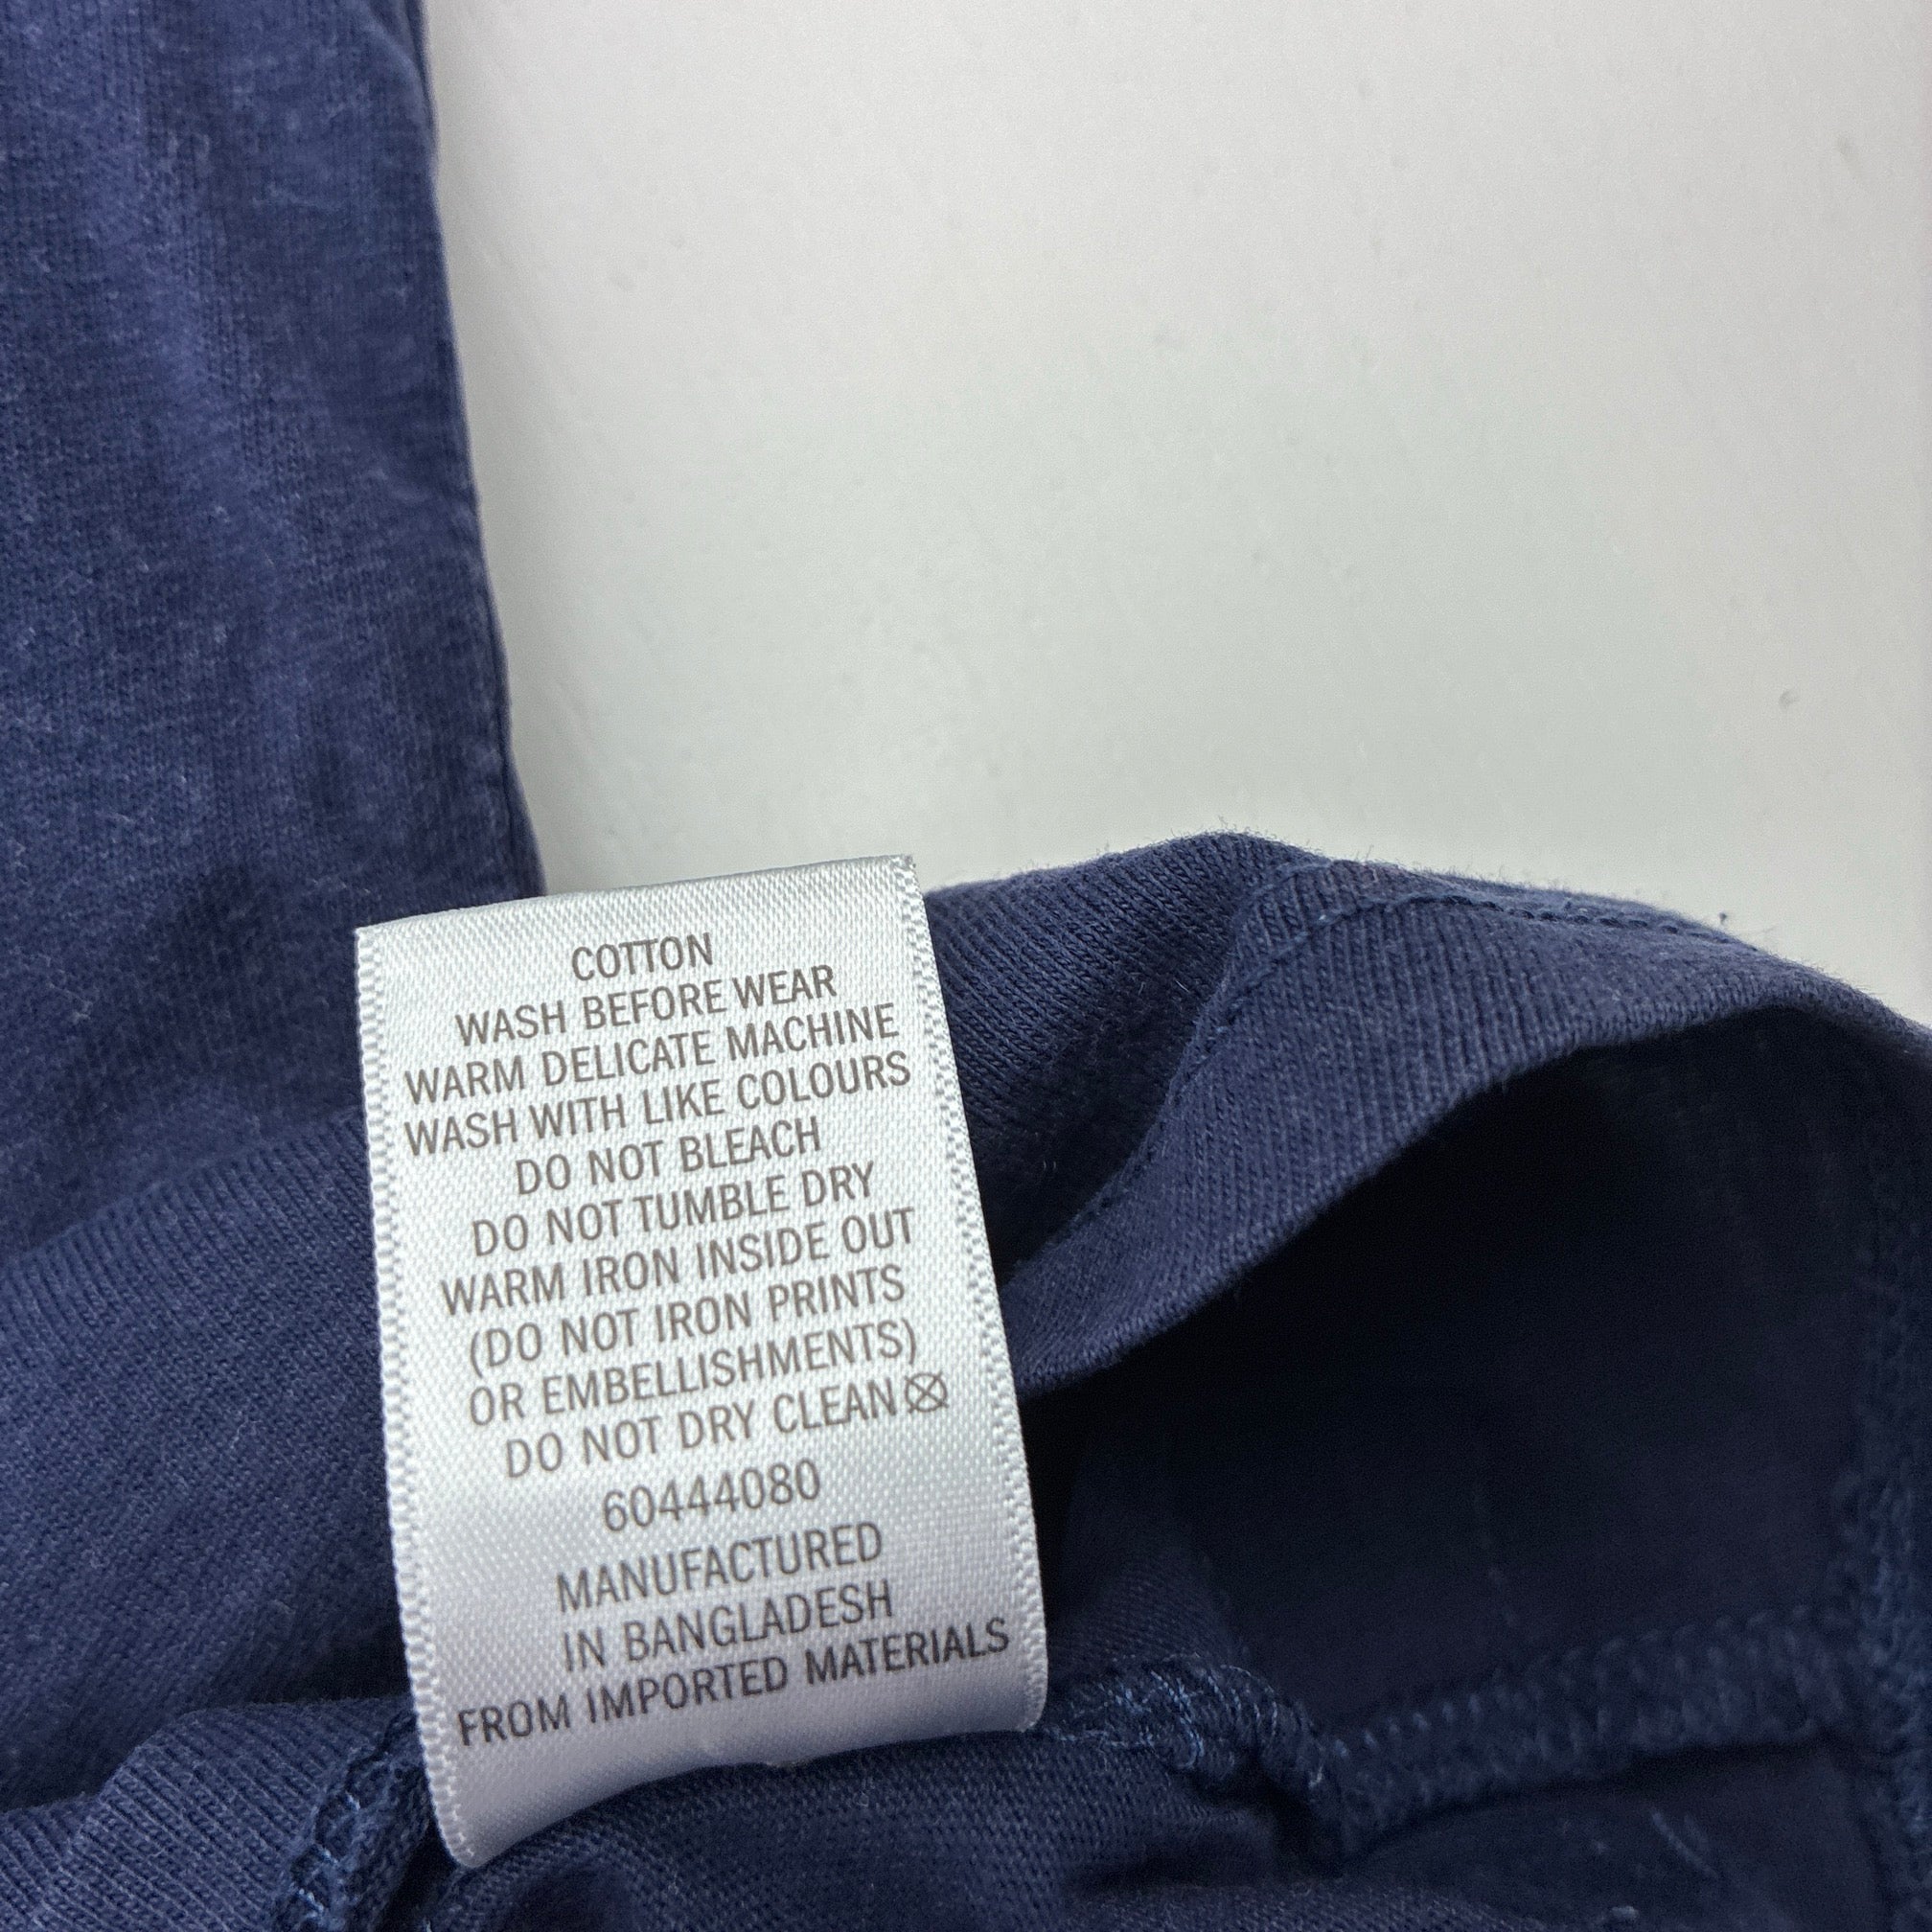 COTTON
WASH BEFORE WEAR
WARM DELICATE MACHINE
WASH WITH LIKE COLOURS
DO NOT BLEACH
DO NOT TUMBLE DRY
WARM IRON INSIDE OUT
(DO NOT IRON PRINTS
OR EMBELLISHMENTS)
DO NOT DRY CLEAN
60444080
MANUFACTURED
IN BANGLADESH
FROM IMPORTED MATERIALS